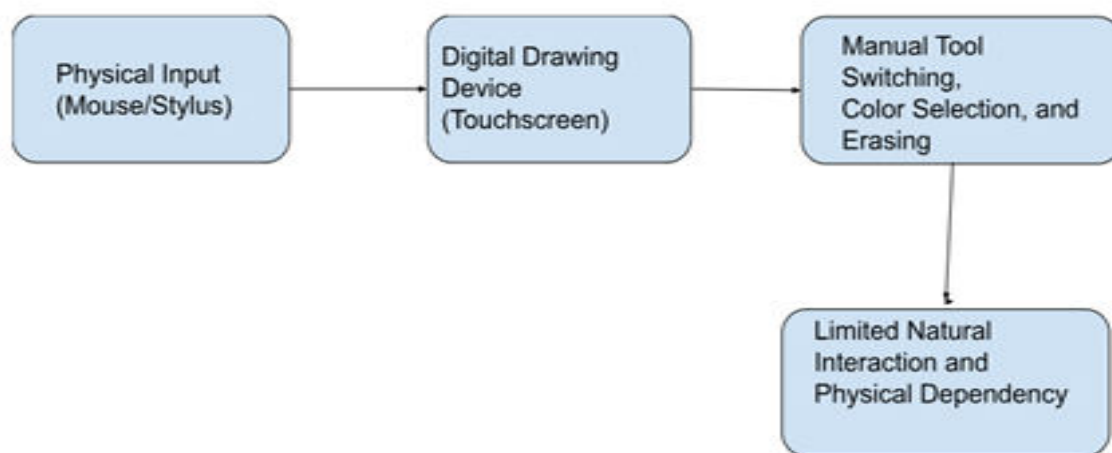 Physical Input
(Mouse/Stylus)
Digital Drawing
Device
(Touchscreen)
Manual Tool
Switching,
Color Selection, and
Erasing
Limited Natural
Interaction and
Physical Dependency